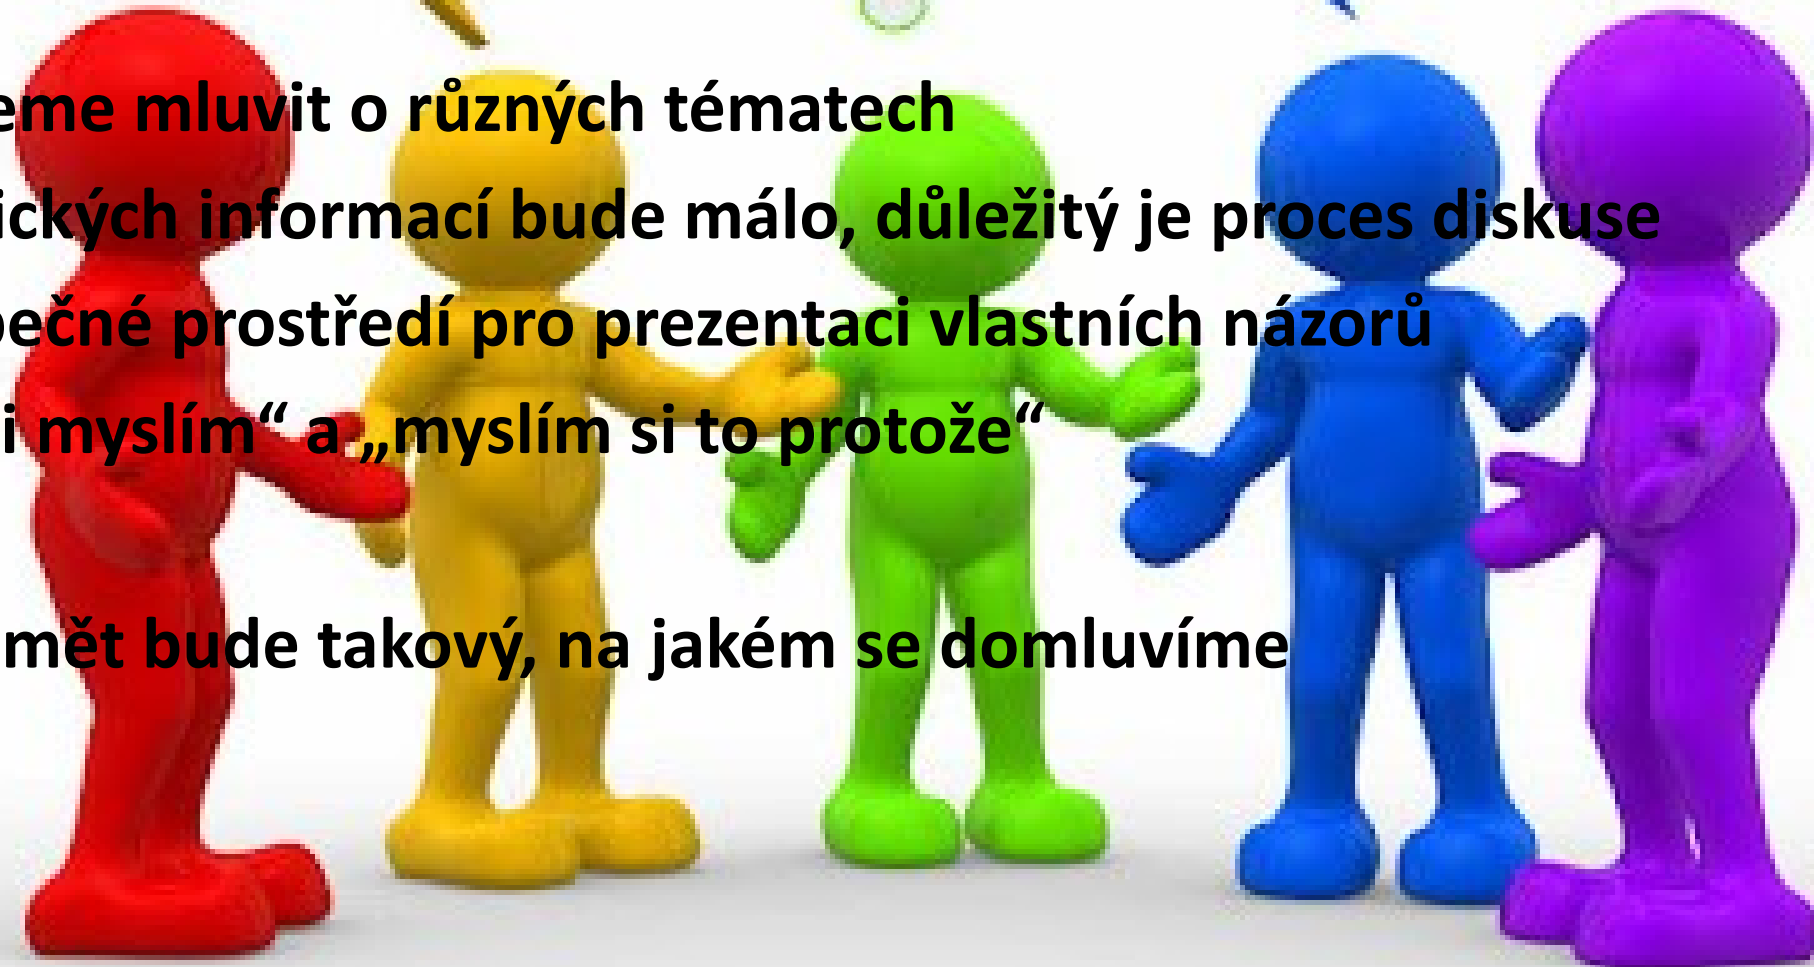 eme mluvit o různých tématech
ických informací bude málo, důležitý je proces diskuse
pečné prostředí pro prezentaci vlastních názorů
i myslím“ a „myslím si to protože“
mět bude takový, na jakém se domluvíme